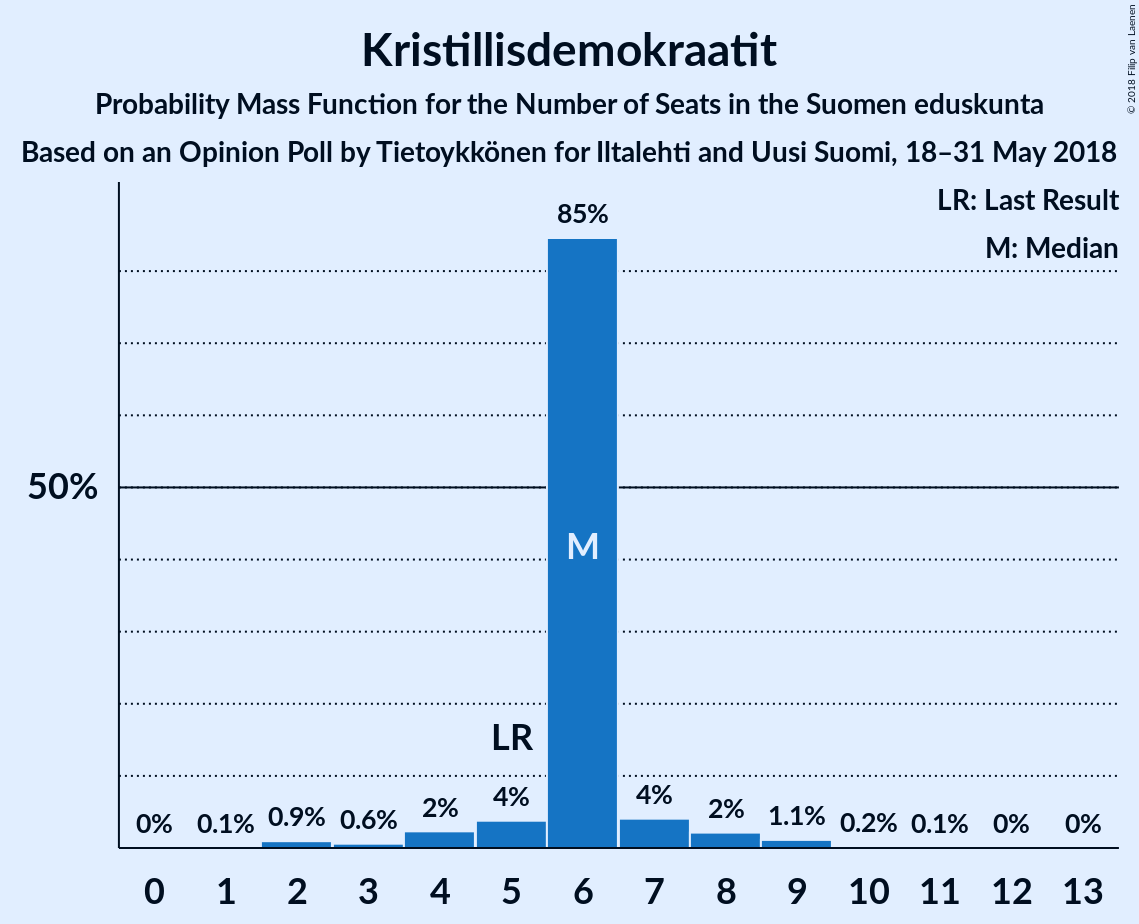 Kristillisdemokraatit
Probability Mass Function for the Number of Seats in the Suomen eduskunta
Based on an Opinion Poll by Tietoykkönen for Iltalehti and Uusi Suomi, 18–31 May 2018
© 2018 Filip van Laenen
LR: Last Result
M: Median
50%
0% 0.1% 0.9% 0.6% 2% 4% 85% 4% 2% 1.1% 0.2% 0.1% 0% 0%
LR
M
0 1 2 3 4 5 6 7 8 9 10 11 12 13